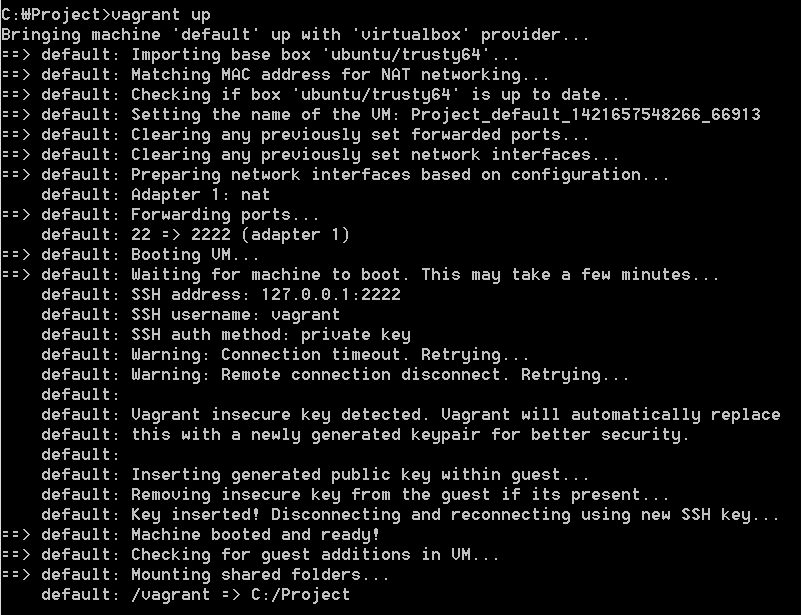 C:₩Project>vagrant up
Bringing machine 'default' up with 'virtualbox' provider...
==> default: Importing base box 'ubuntu/trusty64'...
==> default: Matching MAC address for NAT networking...
==> default: Checking if box 'ubuntu/trusty64' is up to date...
==> default: Setting the name of the VM: Project_default_1421657548266_66913
==> default: Clearing any previously set forwarded ports...
==> default: Clearing any previously set network interfaces...
==> default: Preparing network interfaces based on configuration...
    default: Adapter 1: nat
==> default: Forwarding ports...
    default: 22 => 2222 (adapter 1)
==> default: Booting VM...
==> default: Waiting for machine to boot. This may take a few minutes...
    default: SSH address: 127.0.0.1:2222
    default: SSH username: vagrant
    default: SSH auth method: private key
    default: Warning: Connection timeout. Retrying...
    default: Warning: Remote connection disconnect. Retrying...
    default:
    default: Vagrant insecure key detected. Vagrant will automatically replace
    default: this with a newly generated keypair for better security.
    default:
    default: Inserting generated public key within guest...
    default: Removing insecure key from the guest if its present...
    default: Key inserted! Disconnecting and reconnecting using new SSH key...
==> default: Machine booted and ready!
==> default: Checking for guest additions in VM...
==> default: Mounting shared folders...
    default: /vagrant => C:/Project